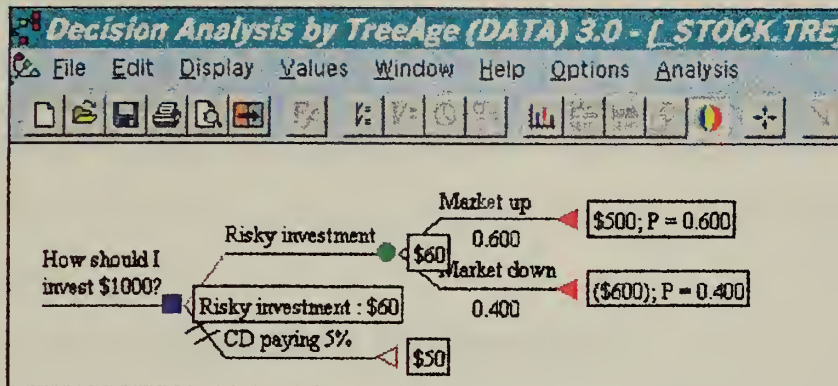 Decision Analysis by TreeAge (DATA) 3.0 - [_STOCK.TRE
File Edit Display Values Window Help Options Analysis
Market up
$500; P = 0.600
0.600
Risky investment
$60
How should I
invest $1000?
Market down
($600); P = 0.400
0.400
Risky investment : $60
CD paying 5%
$50